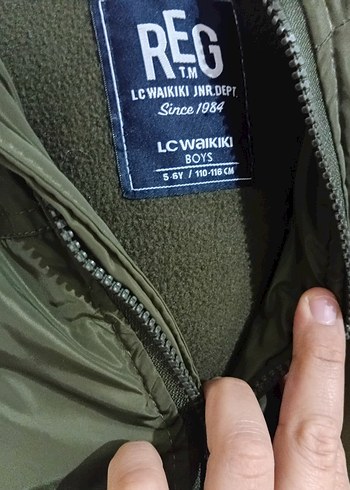 REG
T.M
LC WAIKIKI JNR.DEPT.
Since 1984
LC WAIKIKI
BOYS
5-6Y / 110-116 CM